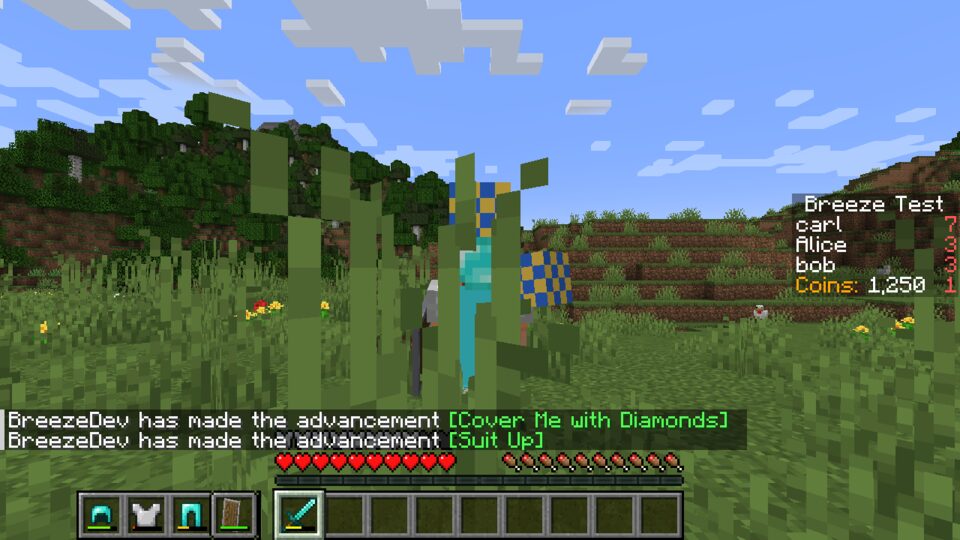 Breeze Test
carl 7
Alice 3
bob 3
Coins: 1,250 1
BreezeDev has made the advancement [Cover Me with Diamonds]
BreezeDev has made the advancement [Suit Up]